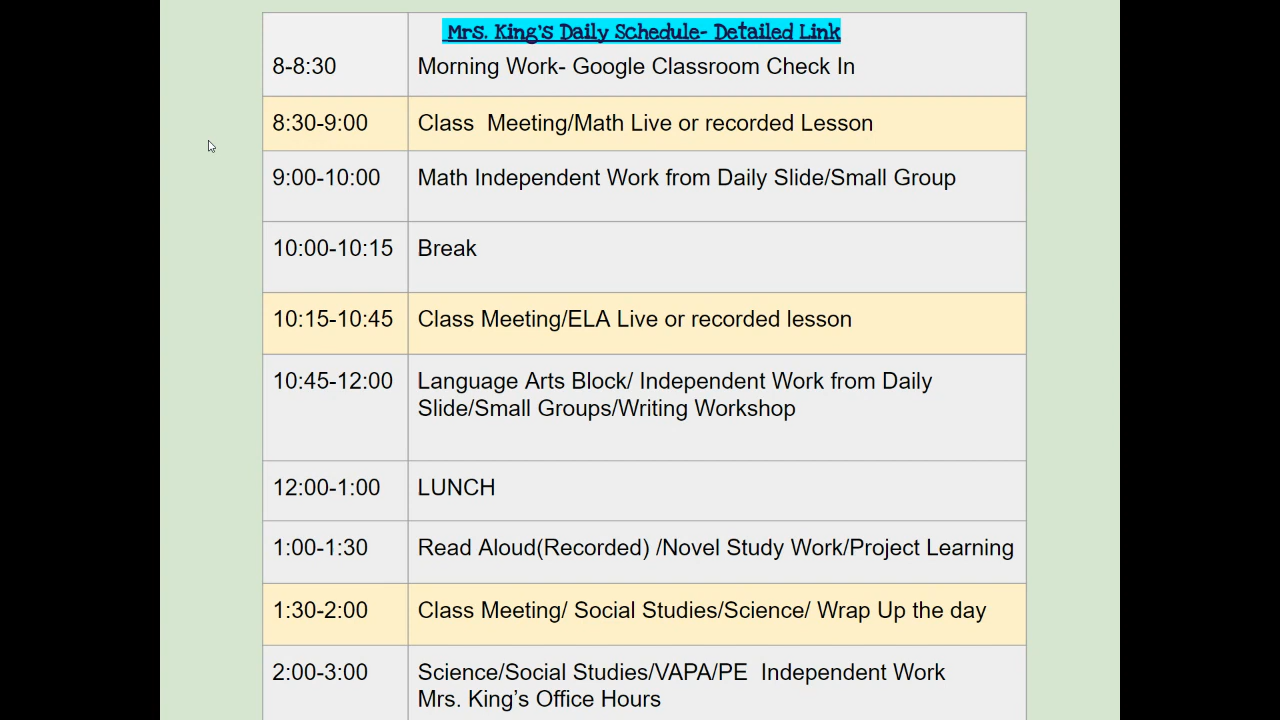 Mrs. King's Daily Schedule- Detailed Link
8-8:30 Morning Work- Google Classroom Check In
8:30-9:00 Class  Meeting/Math Live or recorded Lesson
9:00-10:00 Math Independent Work from Daily Slide/Small Group
10:00-10:15 Break
10:15-10:45 Class Meeting/ELA Live or recorded lesson
10:45-12:00 Language Arts Block/ Independent Work from Daily
Slide/Small Groups/Writing Workshop
12:00-1:00 LUNCH
1:00-1:30 Read Aloud(Recorded) /Novel Study Work/Project Learning
1:30-2:00 Class Meeting/ Social Studies/Science/ Wrap Up the day
2:00-3:00 Science/Social Studies/VAPA/PE  Independent Work
Mrs. King’s Office Hours